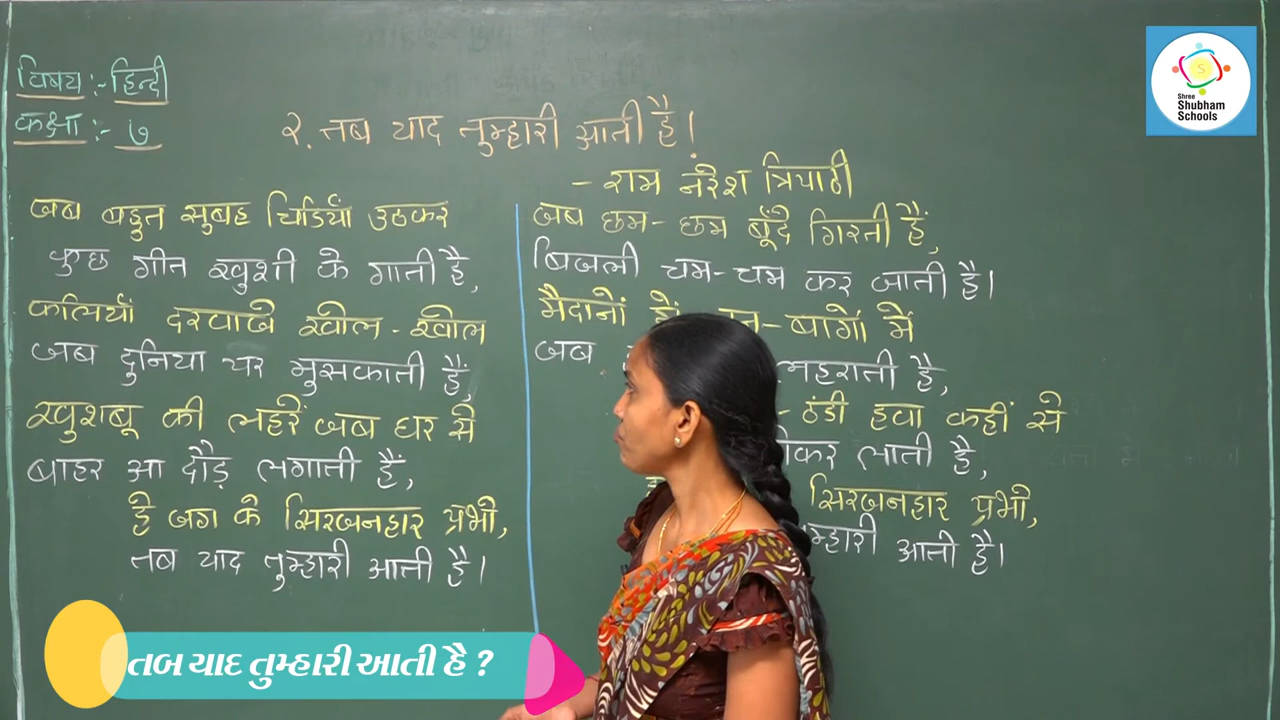 विषय :- हिन्दी
कक्षा :- ७
२. तब याद तुम्हारी आती है!
- राम नरेश त्रिपाठी
जब बहुत सुबह चिडियाँ उठकर
कुछ गीत खुशी के गाती है,
कलियाँ दरवाजे खोल - खोल
जब दुनिया पर मुसकाती हैं,
खुशबू की लहरें जब घर से
बाहर आ दौड़ लगाती हैं,
हे जग के सिरजनहार प्रभो,
तब याद तुम्हारी आती है।
जब छम - छम बूँदे गिरती हैं,
बिजली चम - चम कर जाती है।
मैदानों में - बागों में
जब लहराती है,
- ठंडी हवा कहीं से
लाती है,
सिरजनहार प्रभो,
आती है।
Shree
Shubham
Schools
S
તબ યાદ તુમ્હારી આતી હૈ ?